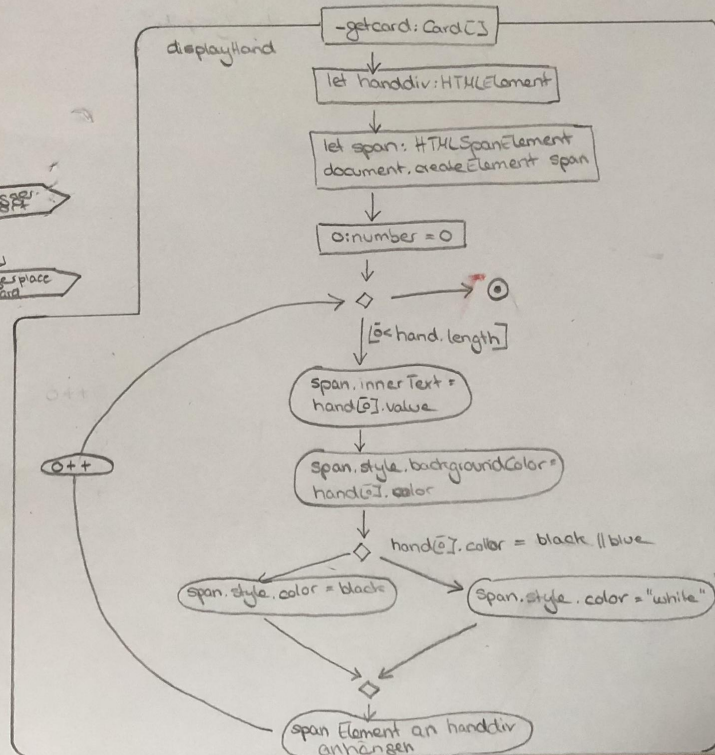 -getcard: Card[]
displayHand
let handdiv: HTMLElement
let span: HTMLSpanElement
document.createElement span
o:number = 0
[o<hand.length]
span.innerText =
hand[o].value
o++
span.style.backgroundColor=
hand[o].color
hand[o].collor = black || blue
span.style.color = black
span.style.color = "white"
span Element an handdiv
anhängen